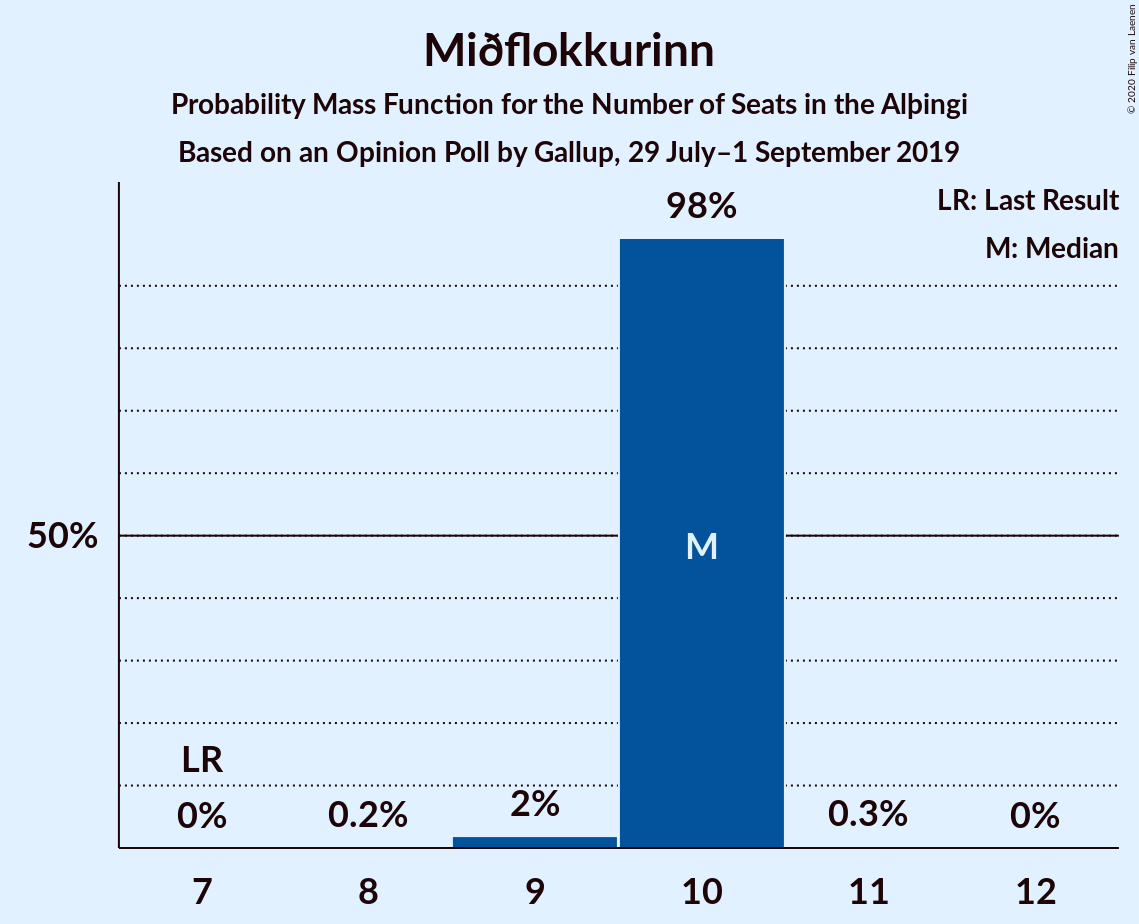 Miðflokkurinn
Probability Mass Function for the Number of Seats in the Alþingi
Based on an Opinion Poll by Gallup, 29 July–1 September 2019
© 2020 Filip van Laenen
LR: Last Result
M: Median
98%
50%
M
LR
0%
0.2%
2%
0.3%
0%
7
8
9
10
11
12